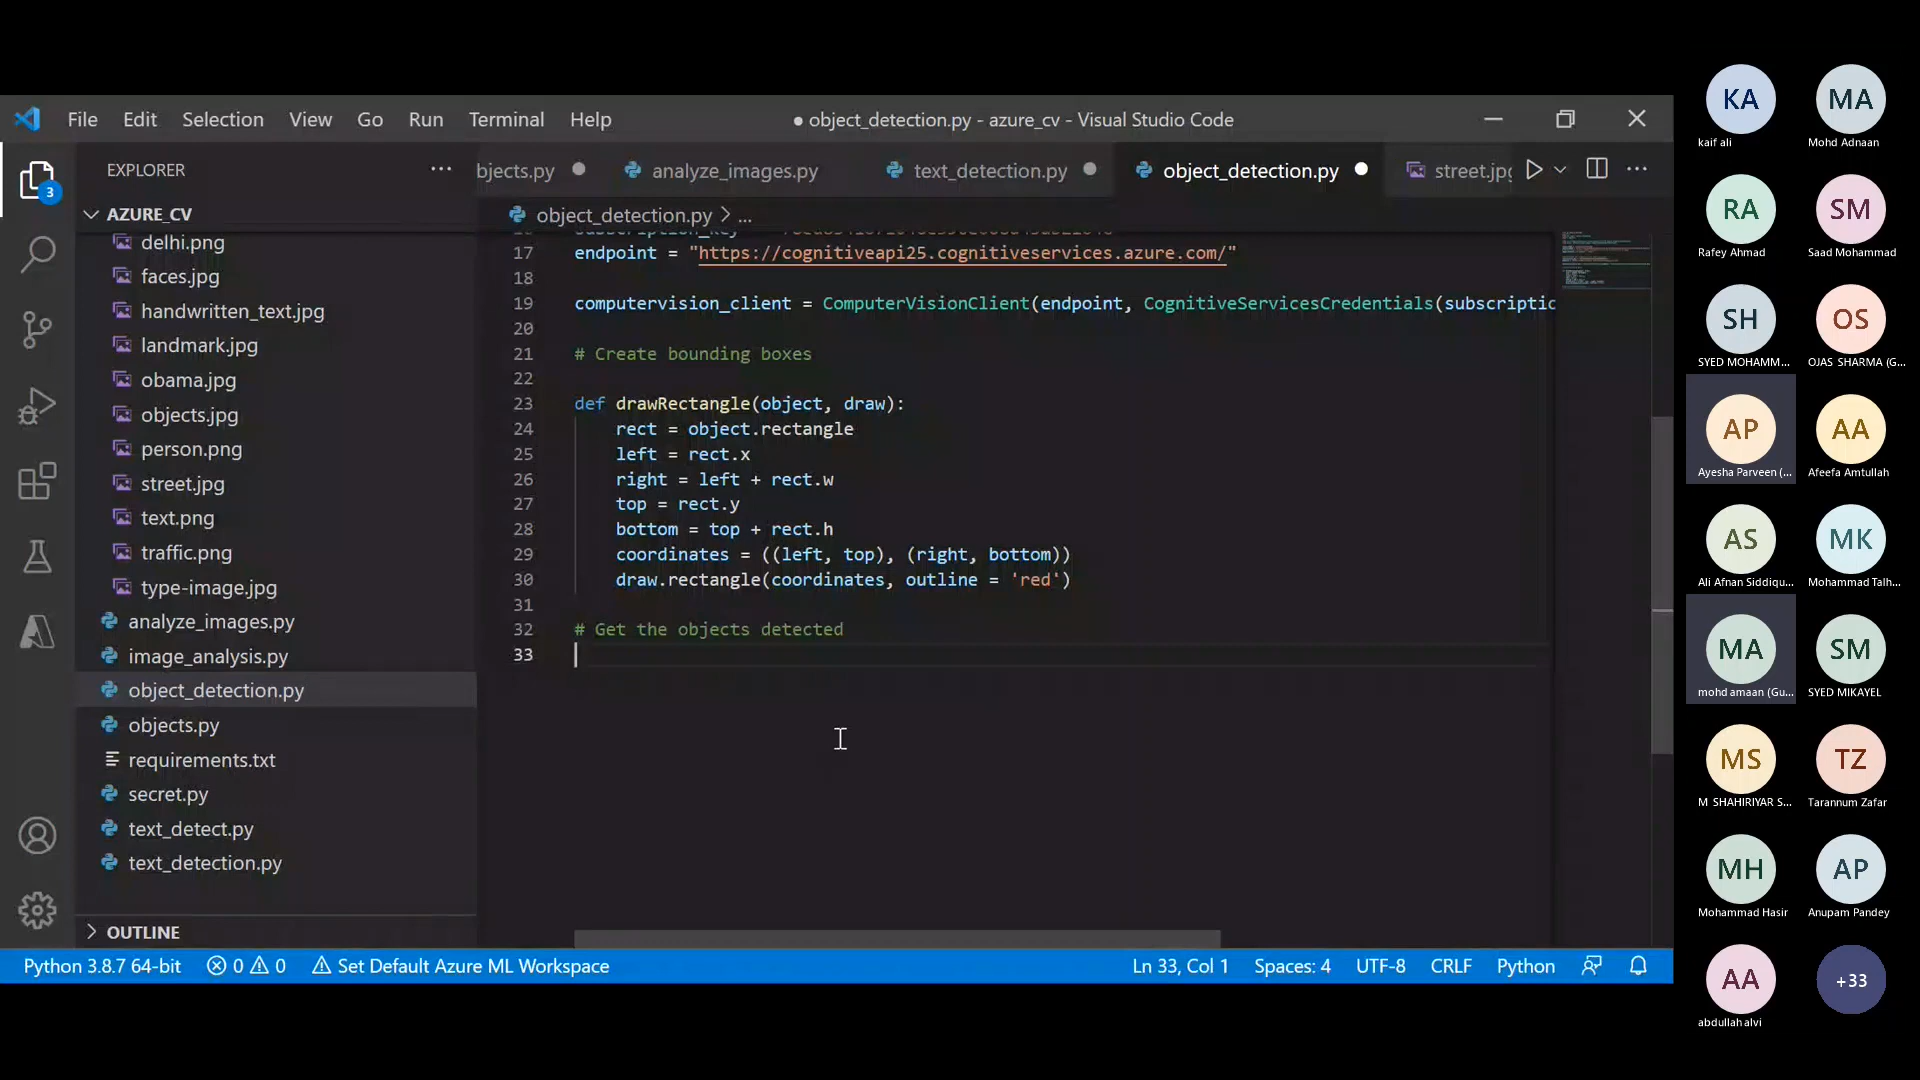 File Edit Selection View Go Run Terminal Help
● object_detection.py - azure_cv - Visual Studio Code
EXPLORER
bjects.py
analyze_images.py
text_detection.py
object_detection.py
street.jpg
3
AZURE_CV
object_detection.py > ...
delhi.png
faces.jpg
handwritten_text.jpg
landmark.jpg
obama.jpg
objects.jpg
person.png
street.jpg
text.png
traffic.png
type-image.jpg
analyze_images.py
image_analysis.py
object_detection.py
objects.py
requirements.txt
secret.py
text_detect.py
text_detection.py
OUTLINE
17 endpoint = "https://cognitiveapi25.cognitiveservices.azure.com/"
18
19 computervision_client = ComputerVisionClient(endpoint, CognitiveServicesCredentials(subscriptic
20
21 # Create bounding boxes
22
23 def drawRectangle(object, draw):
24 rect = object.rectangle
25 left = rect.x
26 right = left + rect.w
27 top = rect.y
28 bottom = top + rect.h
29 coordinates = ((left, top), (right, bottom))
30 draw.rectangle(coordinates, outline = 'red')
31
32 # Get the objects detected
33
Python 3.8.7 64-bit 0 0 Set Default Azure ML Workspace
Ln 33, Col 1 Spaces: 4 UTF-8 CRLF Python
KA
kaif ali
MA
Mohd Adnaan
RA
Rafey Ahmad
SM
Saad Mohammad
SH
SYED MOHAMM...
OS
OJAS SHARMA (G...
AP
Ayesha Parveen (...
AA
Afeefa Amtullah
AS
Ali Afnan Siddiqu...
MK
Mohammad Talh...
MA
mohd amaan (Gu...
SM
SYED MIKAYEL
MS
M SHAHIRIYAR S...
TZ
Tarannum Zafar
MH
Mohammad Hasir
AP
Anupam Pandey
AA
abdullah alvi
+33